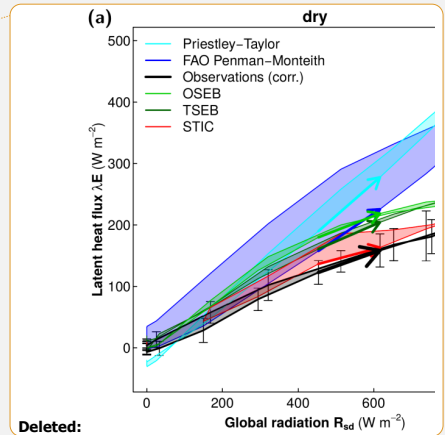 (a)
dry
Priestley−Taylor
FAO Penman−Monteith
Observations (corr.)
OSEB
TSEB
STIC
Latent heat flux λE (W m−2)
500
400
300
200
100
0
0
200
400
600
Global radiation Rsd (W m−2)
Deleted: